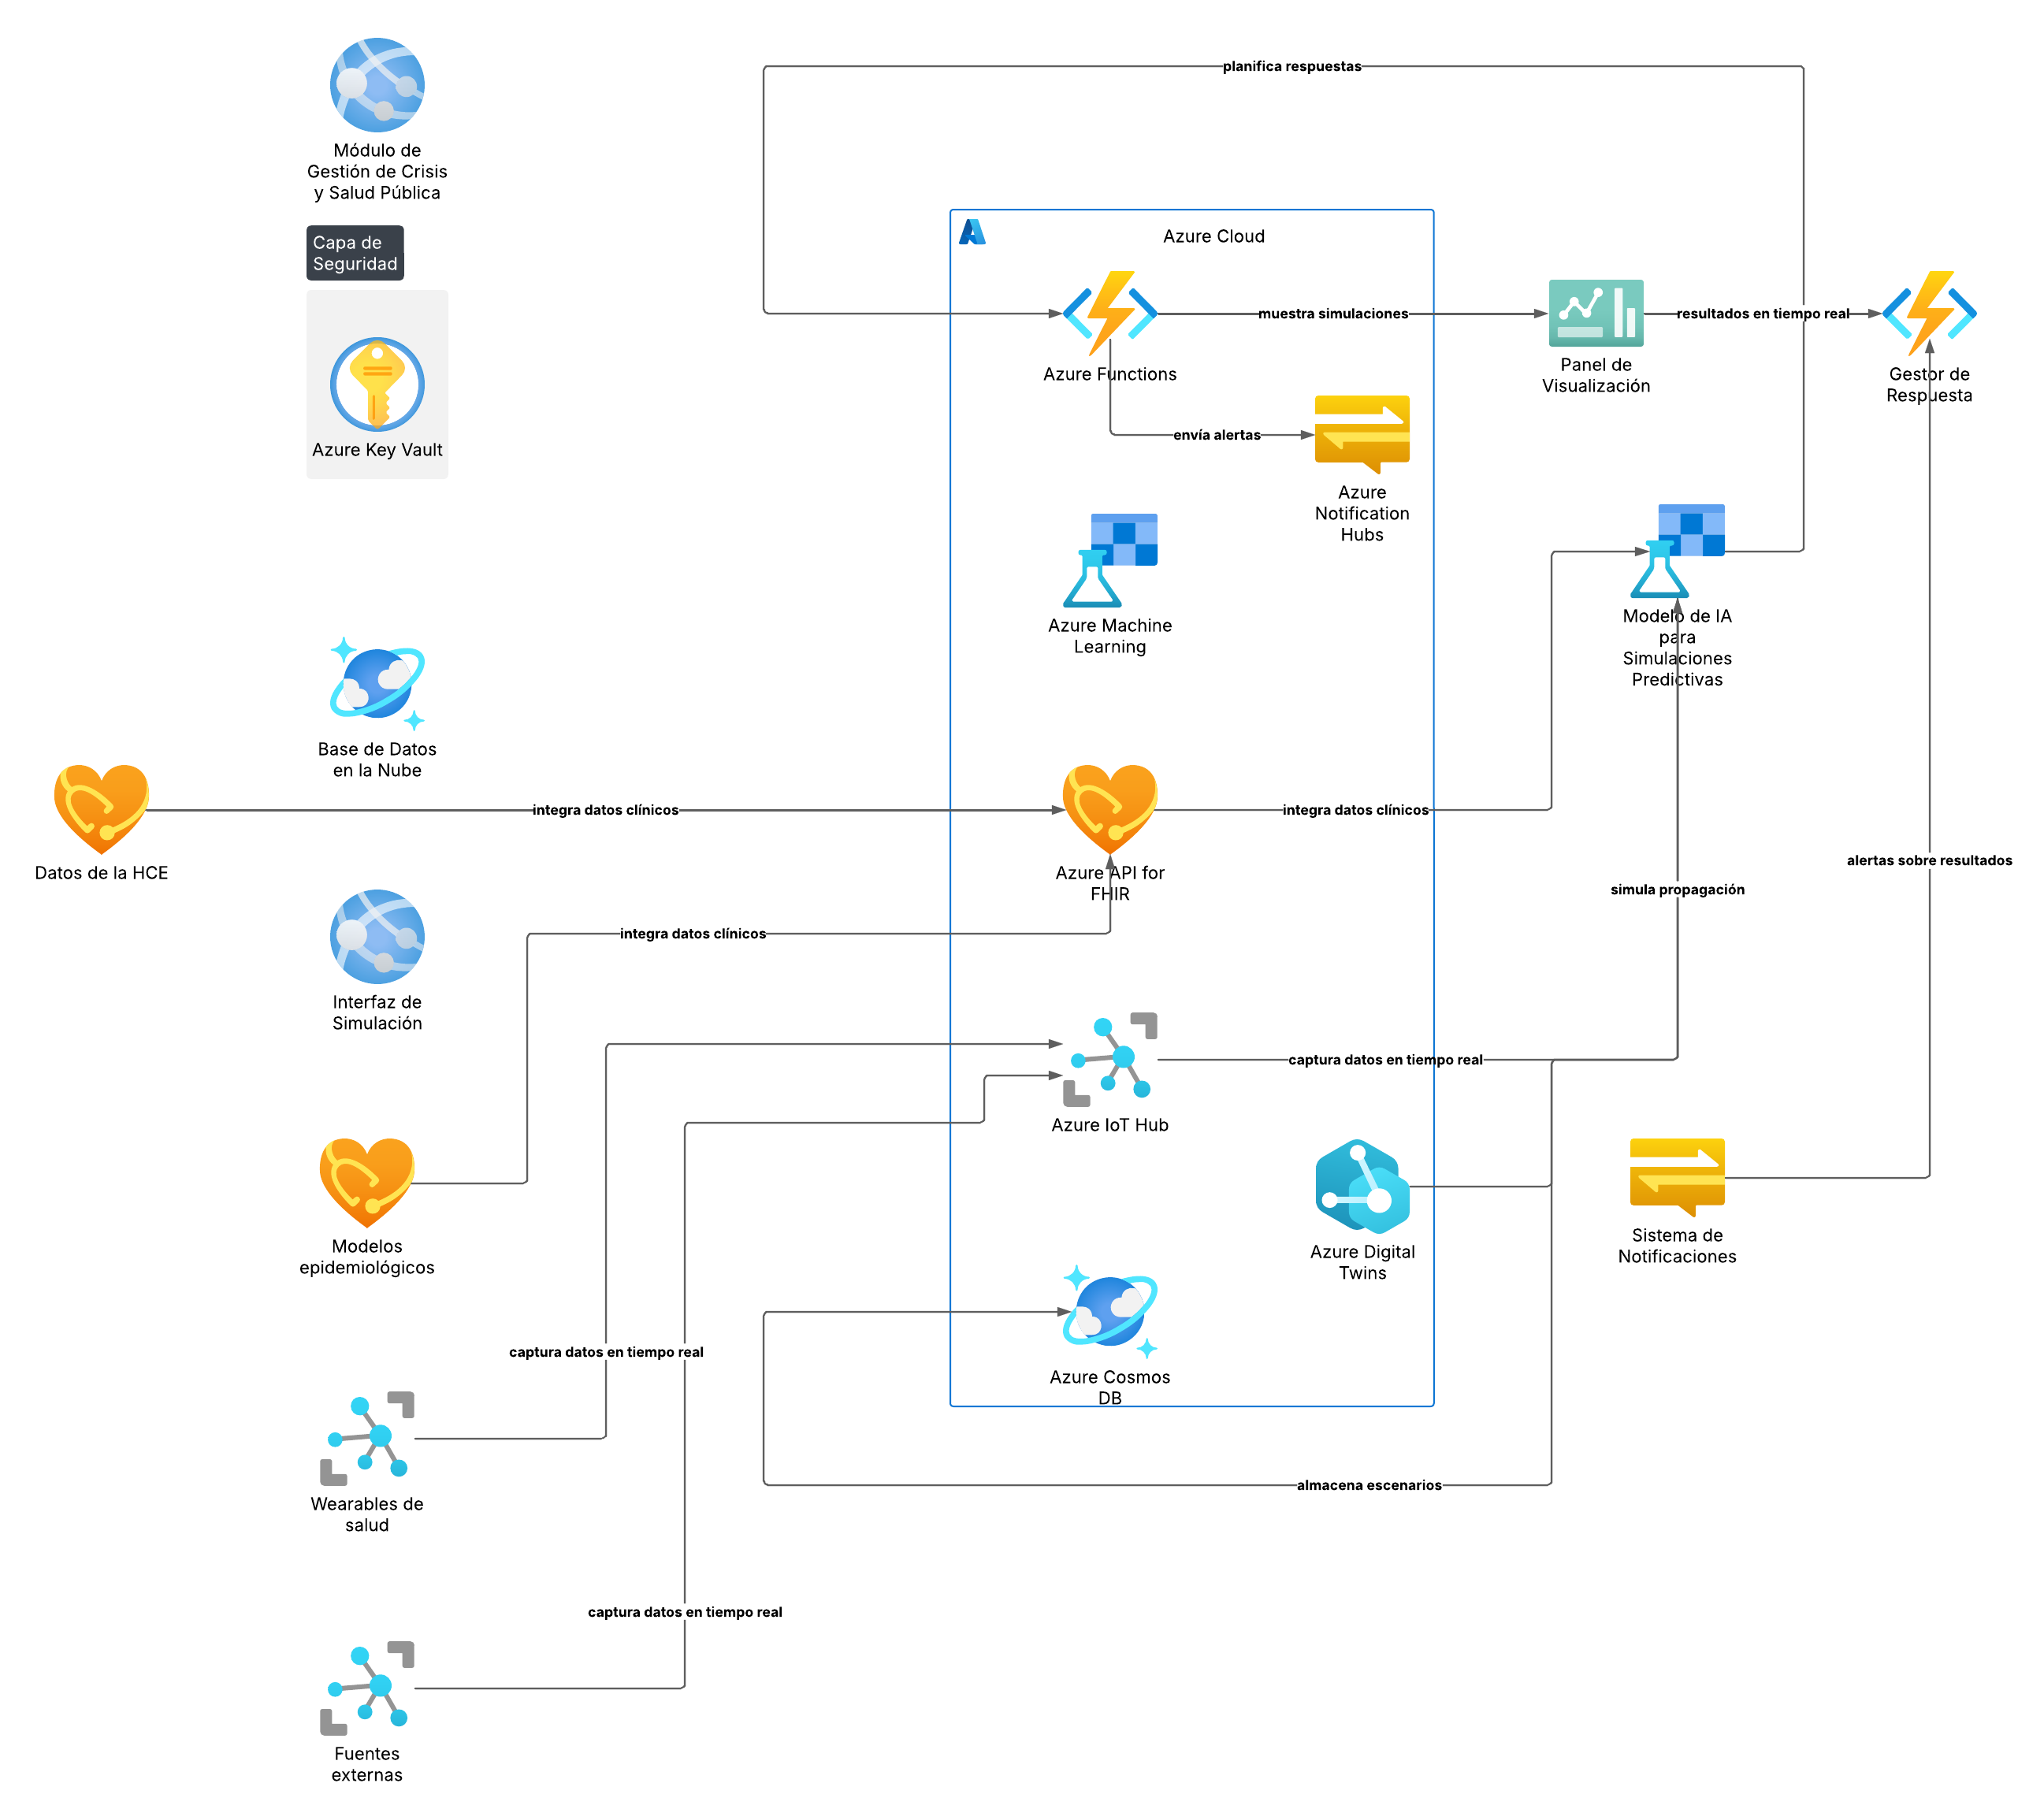 planifica respuestas
Módulo de
Gestión de Crisis
y Salud Pública
Capa de
Seguridad
Azure Key Vault
Azure Cloud
Azure Functions
muestra simulaciones
Panel de
Visualización
resultados en tiempo real
Gestor de
Respuesta
envía alertas
Azure
Notification
Hubs
Azure Machine
Learning
Modelo de IA
para
Simulaciones
Predictivas
Base de Datos
en la Nube
Datos de la HCE
integra datos clínicos
Azure API for
FHIR
integra datos clínicos
alertas sobre resultados
simula propagación
integra datos clínicos
Interfaz de
Simulación
captura datos en tiempo real
Azure IoT Hub
Modelos
epidemiológicos
Azure Digital
Twins
Sistema de
Notificaciones
captura datos en tiempo real
Azure Cosmos
DB
almacena escenarios
Wearables de
salud
captura datos en tiempo real
Fuentes
externas